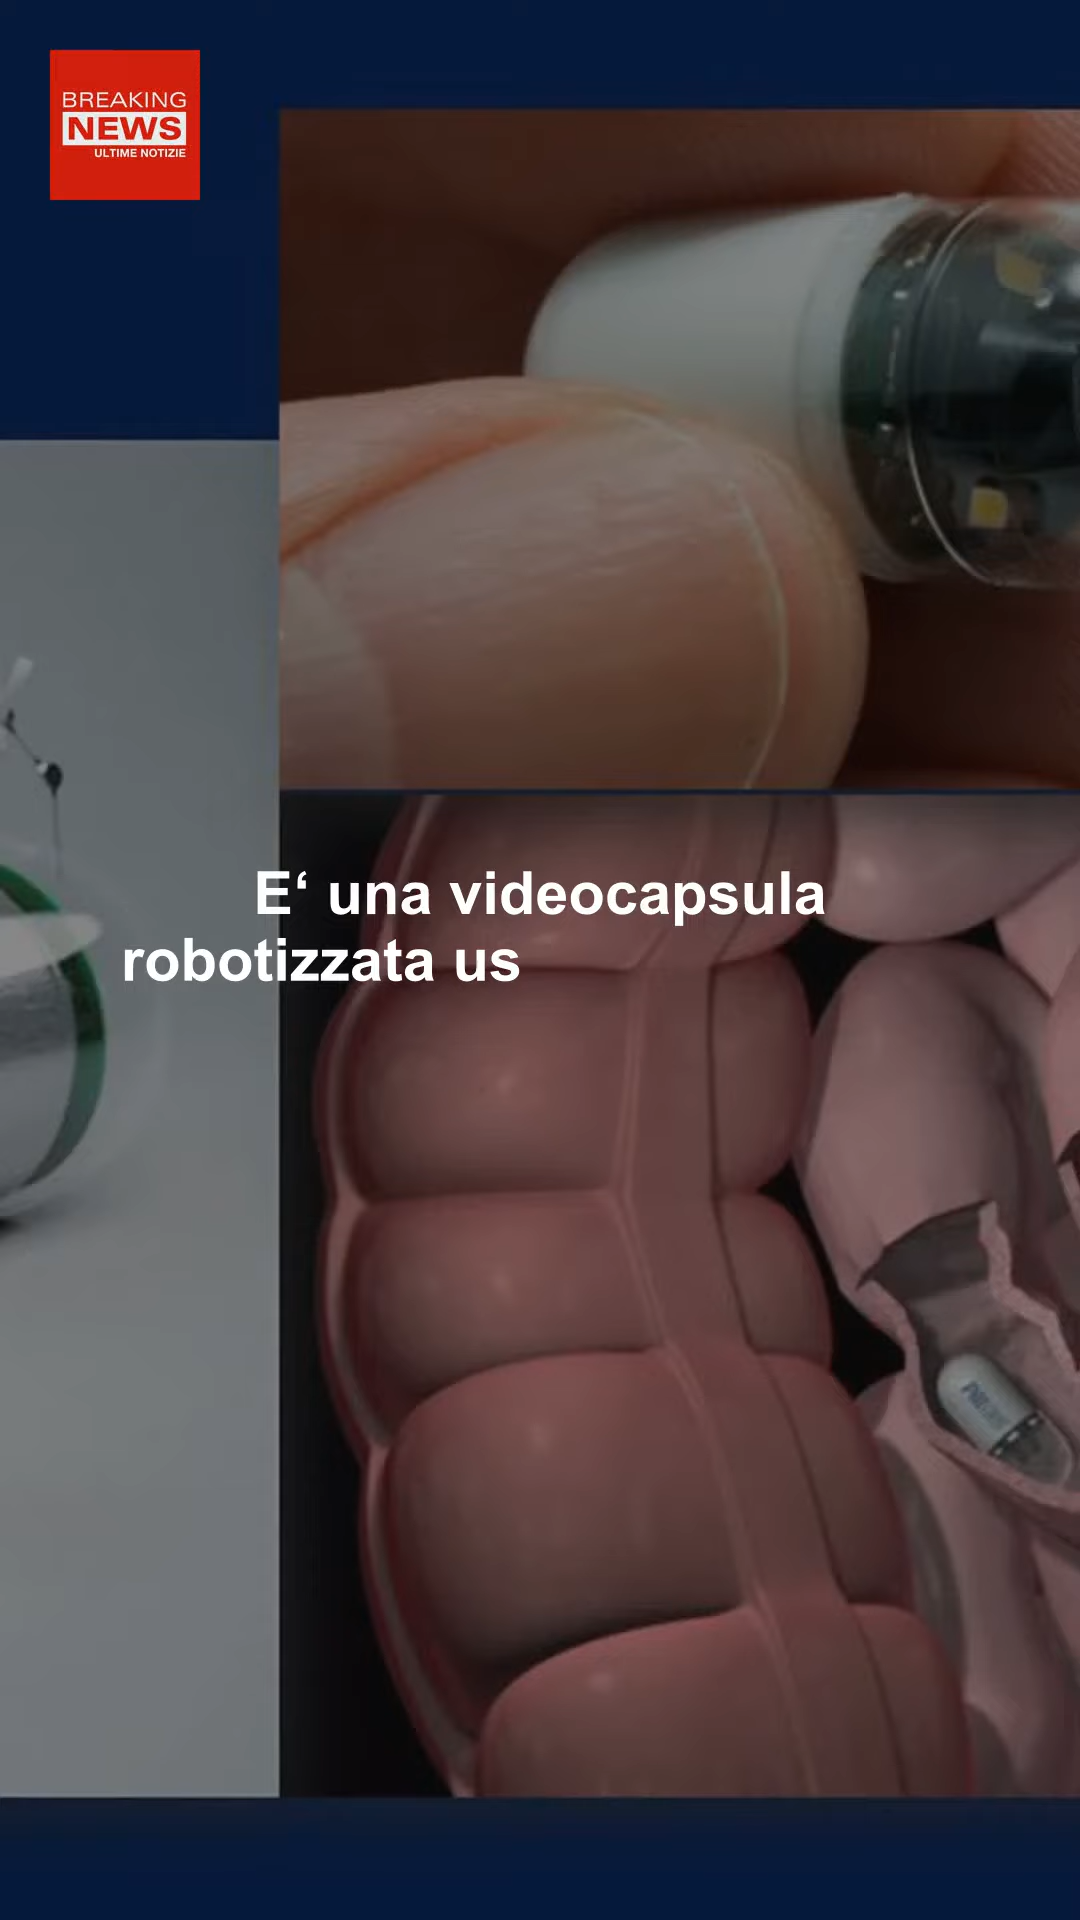 BREAKING
NEWS
ULTIME NOTIZIE
E‘ una videocapsula
robotizzata us